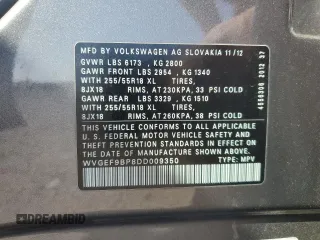 MFD BY VOLKSWAGEN AG SLOVAKIA 11/12
GVWR LBS 6173 , KG 2800
GAWR FRONT LBS 2954 , KG 1340
WITH 255/55R18 XL TIRES,
8JX18 RIMS, AT 230KPA, 33 PSI COLD
GAWR REAR LBS 3329 , KG 1510
WITH 255/55R18 XL TIRES,
8JX18 RIMS, AT 260KPA, 38 PSI COLD
THIS VEHICLE CONFORMS TO ALL APPLICABLE
U.S. FEDERAL MOTOR VEHICLE SAFETY AND
THEFT PREVENTION STANDARDS IN EFFECT ON
THE DATE OF MANUFACTURE SHOWN ABOVE.
WVGEF9BP8DD009350 TYPE: MPV
2012 37
AUTOBIDMASTER